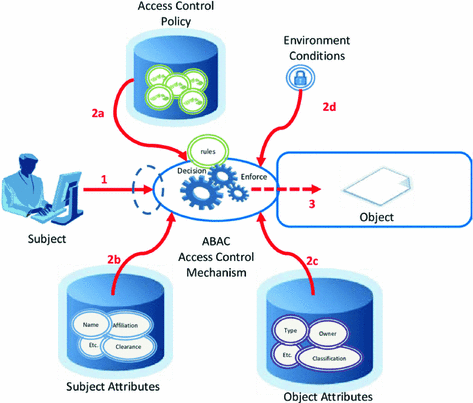 Access Control
Policy
Environment
Conditions
2a
2d
rules
Decision
Enforce
1
3
Subject
Object
ABAC
Access Control
Mechanism
2b
2c
Name
Affiliation
Etc.
Clearance
Type
Owner
Etc.
Classification
Subject Attributes
Object Attributes